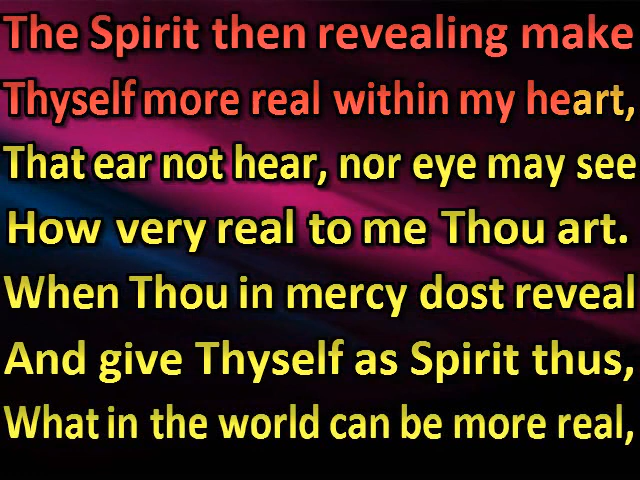 The Spirit then revealing make
Thyself more real within my heart,
That ear not hear, nor eye may see
How very real to me Thou art.
When Thou in mercy dost reveal
And give Thyself as Spirit thus,
What in the world can be more real,